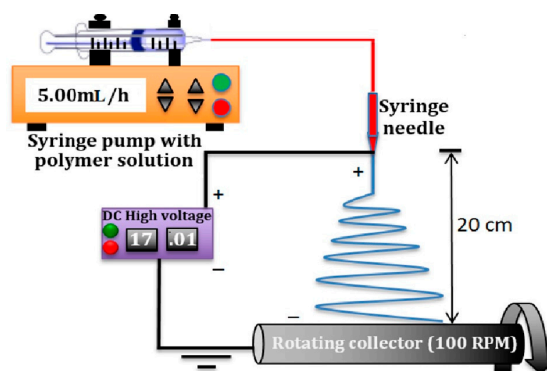 5.00mL/h
Syringe pump with
polymer solution
Syringe
needle
+
+
DC High voltage
17 .01
20 cm
−
−
Rotating collector (100 RPM)